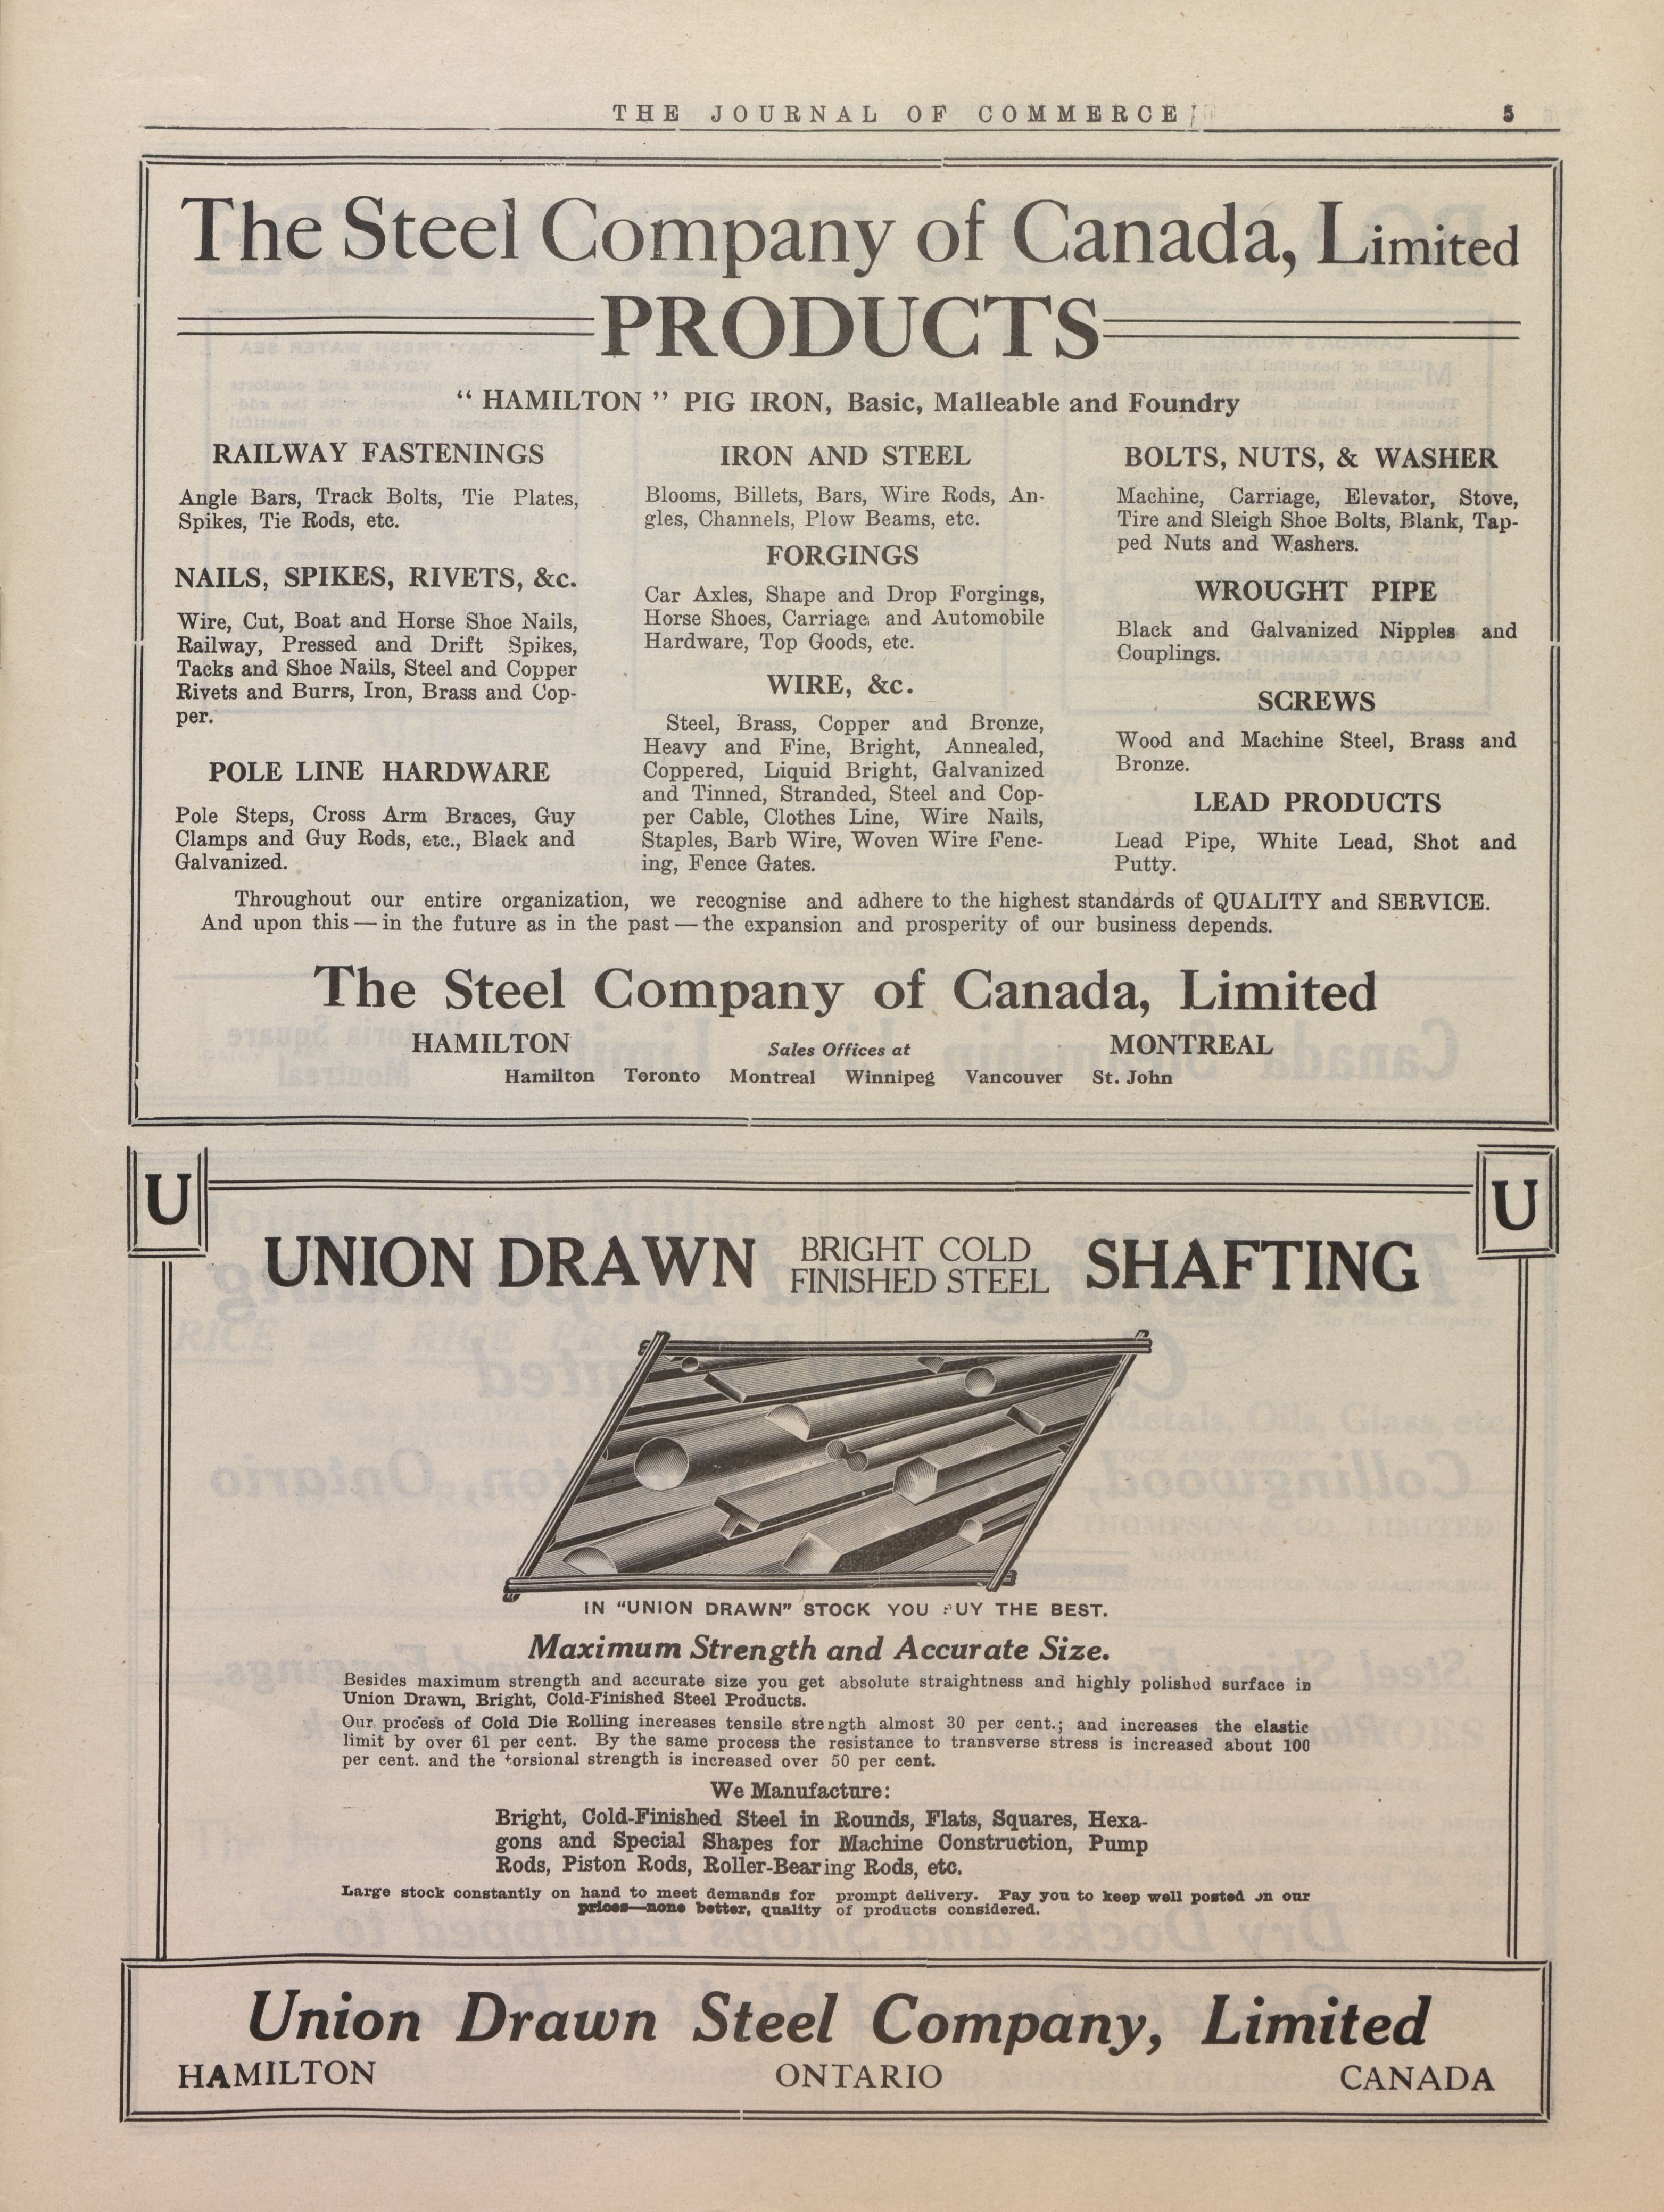 THE JOURNAL OF COMMERCE
5
The Steel Company of Canada, Limited
PRODUCTS
“ HAMILTON ” PIG IRON, Basic, Malleable and Foundry
RAILWAY FASTENINGS
Angle Bars, Track Bolts, Tie Plates,
Spikes, Tie Rods, etc.
NAILS, SPIKES, RIVETS, &c.
Wire, Cut, Boat and Horse Shoe Nails,
Railway, Pressed and Drift Spikes,
Tacks and Shoe Nails, Steel and Copper
Rivets and Burrs, Iron, Brass and Cop-
per.
POLE LINE HARDWARE
Pole Steps, Cross Arm Braces, Guy
Clamps and Guy Rods, etc., Black and
Galvanized.
IRON AND STEEL
Blooms, Billets, Bars, Wire Rods, An-
gles, Channels, Plow Beams, etc.
FORGINGS
Car Axles, Shape and Drop Forgings,
Horse Shoes, Carriage and Automobile
Hardware, Top Goods, etc.
WIRE, &c.
Steel, Brass, Copper and Bronze,
Heavy and Fine, Bright, Annealed,
Coppered, Liquid Bright, Galvanized
and Tinned, Stranded, Steel and Cop-
per Cable, Clothes Line, Wire Nails,
Staples, Barb Wire, Woven Wire Fenc-
ing, Fence Gates.
BOLTS, NUTS, & WASHER
Machine, Carriage, Elevator, Stove,
Tire and Sleigh Shoe Bolts, Blank, Tap-
ped Nuts and Washers.
WROUGHT PIPE
Black and Galvanized Nipples and
Couplings.
SCREWS
Wood and Machine Steel, Brass and
Bronze.
LEAD PRODUCTS
Lead Pipe, White Lead, Shot and
Putty.
Throughout our entire organization, we recognise and adhere to the highest standards of QUALITY and SERVICE.
And upon this — in the future as in the past — the expansion and prosperity of our business depends.
The Steel Company of Canada, Limited
HAMILTON Sales Offices at MONTREAL
Hamilton Toronto Montreal Winnipeg Vancouver St. John
U U
UNION DRAWN BRIGHT COLD FINISHED STEEL SHAFTING
IN “UNION DRAWN” STOCK YOU BUY THE BEST.
Maximum Strength and Accurate Size.
Besides maximum strength and accurate size you get absolute straightness and highly polished surface in
Union Drawn, Bright, Cold-Finished Steel Products.
Our process of Cold Die Rolling increases tensile strength almost 30 per cent.; and increases the elastic
limit by over 61 per cent. By the same process the resistance to transverse stress is increased about 100
per cent. and the torsional strength is increased over 50 per cent.
We Manufacture:
Bright, Cold-Finished Steel in Rounds, Flats, Squares, Hexa-
gons and Special Shapes for Machine Construction, Pump
Rods, Piston Rods, Roller-Bearing Rods, etc.
Large stock constantly on hand to meet demands for prompt delivery. Pay you to keep well posted on our
prices—none better, quality of products considered.
Union Drawn Steel Company, Limited
HAMILTON ONTARIO CANADA